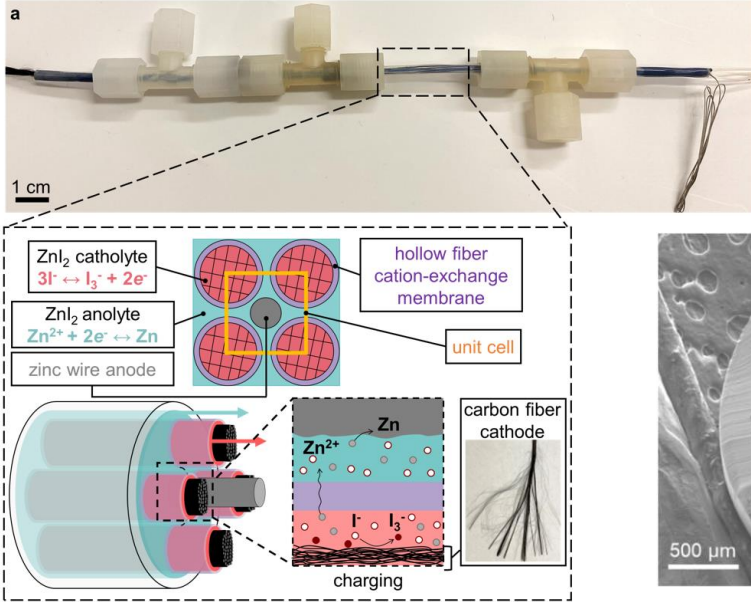 a
1 cm
ZnI₂ catholyte
3I⁻ ↔ I₃⁻ + 2e⁻
ZnI₂ anolyte
Zn²⁺ + 2e⁻ ↔ Zn
zinc wire anode
hollow fiber
cation-exchange
membrane
unit cell
Zn
Zn²⁺
I⁻
I₃⁻
charging
carbon fiber
cathode
500 μm